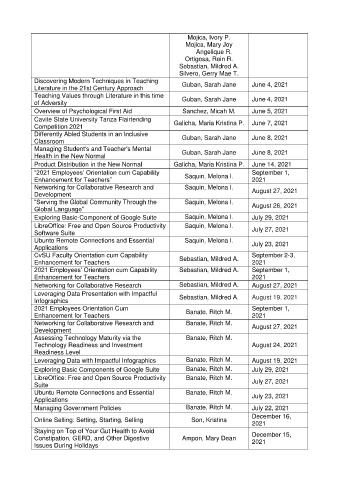 Mojica, Ivory P.
Mojica, Mary Joy
Angelique R.
Ortigosa, Rain R.
Sebastian, Mildred A.
Silvero, Gerry Mae T.
Discovering Modern Techniques in Teaching
Literature in the 21st Century Approach
Guban, Sarah Jane
June 4, 2021
Teaching Values through Literature in this time
of Adversity
Guban, Sarah Jane
June 4, 2021
Overview of Psychological First Aid
Sanchez, Micah M.
June 5, 2021
Cavite State University Tanza Flairtending
Competition 2021
Galicha, Maria Kristina P.
June 7, 2021
Differently Abled Students in an Inclusive
Classroom
Guban, Sarah Jane
June 8, 2021
Managing Student's and Teacher's Mental
Health in the New Normal
Guban, Sarah Jane
June 8, 2021
Product Distribution in the New Normal
Galicha, Maria Kristina P.
June 14, 2021
"2021 Employees' Orientation cum Capability
Enhancement for Teachers"
Saquin, Melona I.
September 1,
2021
Networking for Collaborative Research and
Development
Saquin, Melona I.
August 27, 2021
"Serving the Global Community Through the
Global Language"
Saquin, Melona I.
August 26, 2021
Exploring Basic Component of Google Suite
Saquin, Melona I.
July 29, 2021
LibreOffice: Free and Open Source Productivity
Software Suite
Saquin, Melona I.
July 27, 2021
Ubunto Remote Connections and Essential
Applications
Saquin, Melona I.
July 23, 2021
CvSU Faculty Orientation cum Capability
Enhancement for Teachers
Sebastian, Mildred A.
September 2-3,
2021
2021 Employees' Orientation cum Capability
Enhancement for Teachers
Sebastian, Mildred A.
September 1,
2021
Networking for Collaborative Research
Sebastian, Mildred A.
August 27, 2021
Leveraging Data Presentation with Impactful
Infographics
Sebastian, Mildred A.
August 19, 2021
2021 Employees Orientation Cum
Enhancement for Teachers
Banate, Ritch M.
September 1,
2021
Networking for Collaborative Research and
Development
Banate, Ritch M.
August 27, 2021
Assessing Technology Maturity via the
Technology Readiness and Investment
Readiness Level
Banate, Ritch M.
August 24, 2021
Leveraging Data with Impactful Infographics
Banate, Ritch M.
August 19, 2021
Exploring Basic Components of Google Suite
Banate, Ritch M.
July 29, 2021
LibreOffice: Free and Open Source Productivity
Suite
Banate, Ritch M.
July 27, 2021
Ubuntu Remote Connections and Essential
Applications
Banate, Ritch M.
July 23, 2021
Managing Government Policies
Banate, Ritch M.
July 22, 2021
Online Selling: Setting, Starting, Selling
Son, Kristina
December 16,
2021
Staying on Top of Your Gut Health to Avoid
Constipation, GERD, and Other Digestive
Issues During Holidays
Ampon, Mary Dean
December 15,
2021